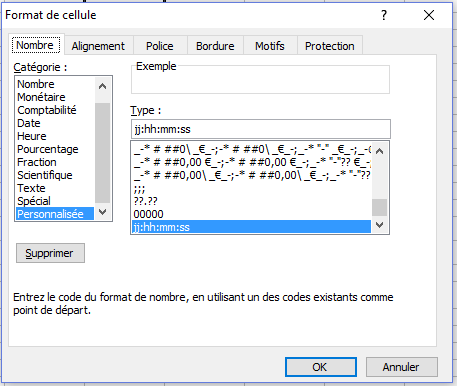 Format de cellule
? ×
Nombre Alignement Police Bordure Motifs Protection
Catégorie :
Nombre
Monétaire
Comptabilité
Date
Heure
Pourcentage
Fraction
Scientifique
Texte
Spécial
Personnalisée
Supprimer
Exemple
Type :
jj:hh:mm:ss
_-* # ##0\ _€_-;-* # ##0\ _€_-;_-* "-"\ _€_-;_-
_-* # ##0,00 €_-;-* # ##0,00 €_-;_-* "-"?? €_-;
_-* # ##0,00\ _€_-;-* # ##0,00\ _€_-;_-* "-"??
;;;
??.??
00000
jj:hh:mm:ss
Entrez le code du format de nombre, en utilisant un des codes existants comme
point de départ.
OK Annuler